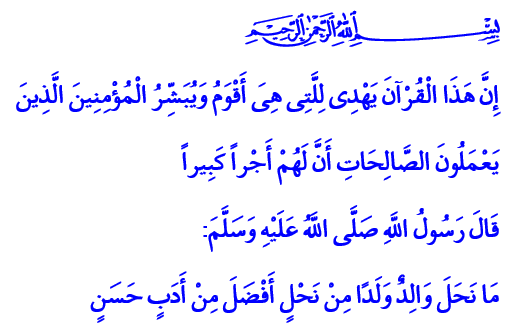 بِسْمِ اللهِ الرَّحْمٰنِ الرَّحِيمِ
إِنَّ هَذَا الْقُرْآنَ يَهْدِى لِلَّتِى هِىَ أَقْوَمُ وَيُبَشِّرُ الْمُؤْمِنِينَ الَّذِينَ
يَعْمَلُونَ الصَّالِحَاتِ أَنَّ لَهُمْ أَجْراً كَبِيراً
قَالَ رَسُولُ اللَّهِ صَلَّى اللَّهُ عَلَيْهِ وَسَلَّمَ:
مَا نَحَلَ وَالِدٌ وَلَدًا مِنْ نَحْلٍ أَفْضَلَ مِنْ أَدَبٍ حَسَنٍ